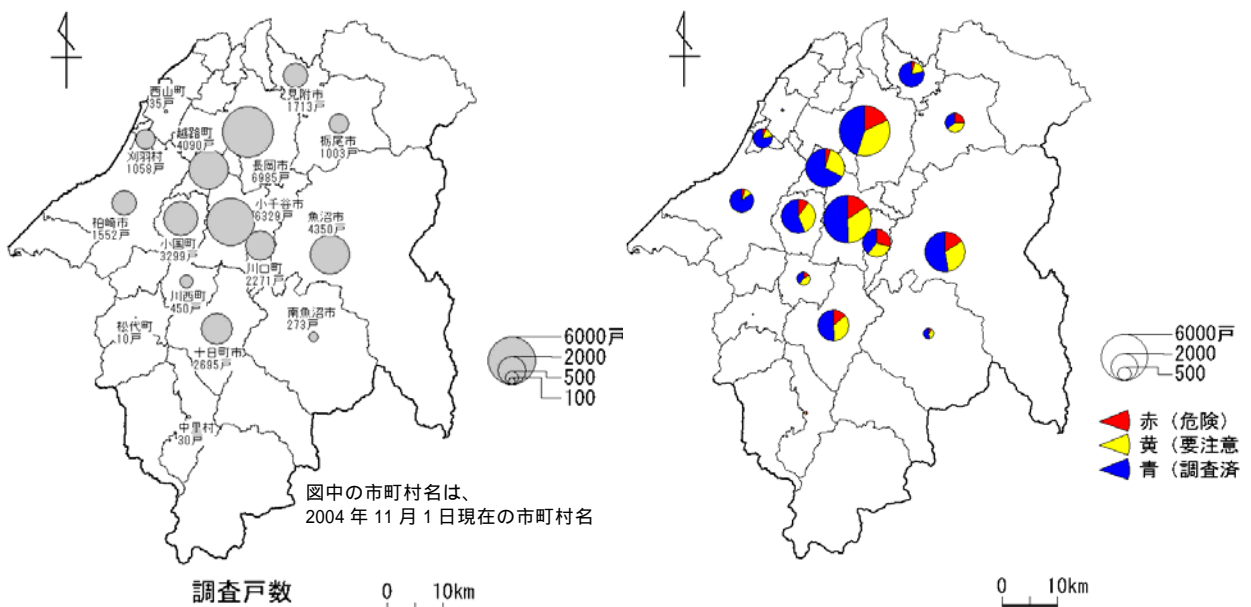 西山町
35戸
見附市
1713戸
越路町
4090戸
栃尾市
1003戸
刈羽村
1058戸
長岡市
6985戸
小千谷市
6329戸
魚沼市
4350戸
柏崎市
1552戸
小国町
3299戸
川口町
2271戸
川西町
450戸
南魚沼市
273戸
松代町
10戸
十日町市
2695戸
中里村
30戸
6000戸
2000
500
100
図中の市町村名は、
2004年11月1日現在の市町村名
調査戸数
0 10km
6000戸
2000
500
赤（危険）
黄（要注意
青（調査済
0 10km